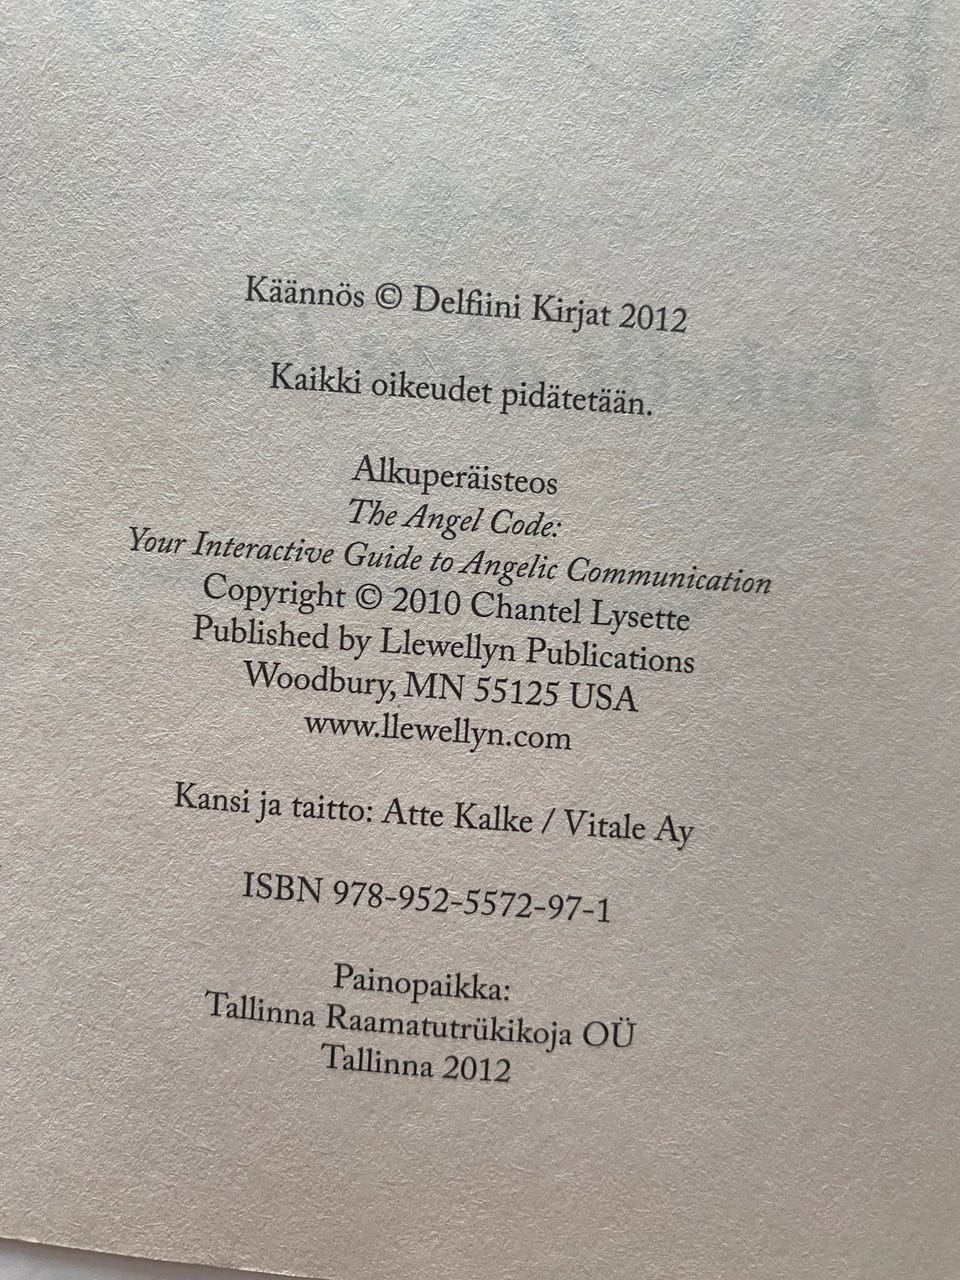 Käännös © Delfiini Kirjat 2012
Kaikki oikeudet pidätetään.
Alkuperäisteos
The Angel Code:
Your Interactive Guide to Angelic Communication
Copyright © 2010 Chantel Lysette
Published by Llewellyn Publications
Woodbury, MN 55125 USA
www.llewellyn.com
Kansi ja taitto: Atte Kalke / Vitale Ay
ISBN 978-952-5572-97-1
Painopaikka:
Tallinna Raamatutrükikoja OÜ
Tallinna 2012